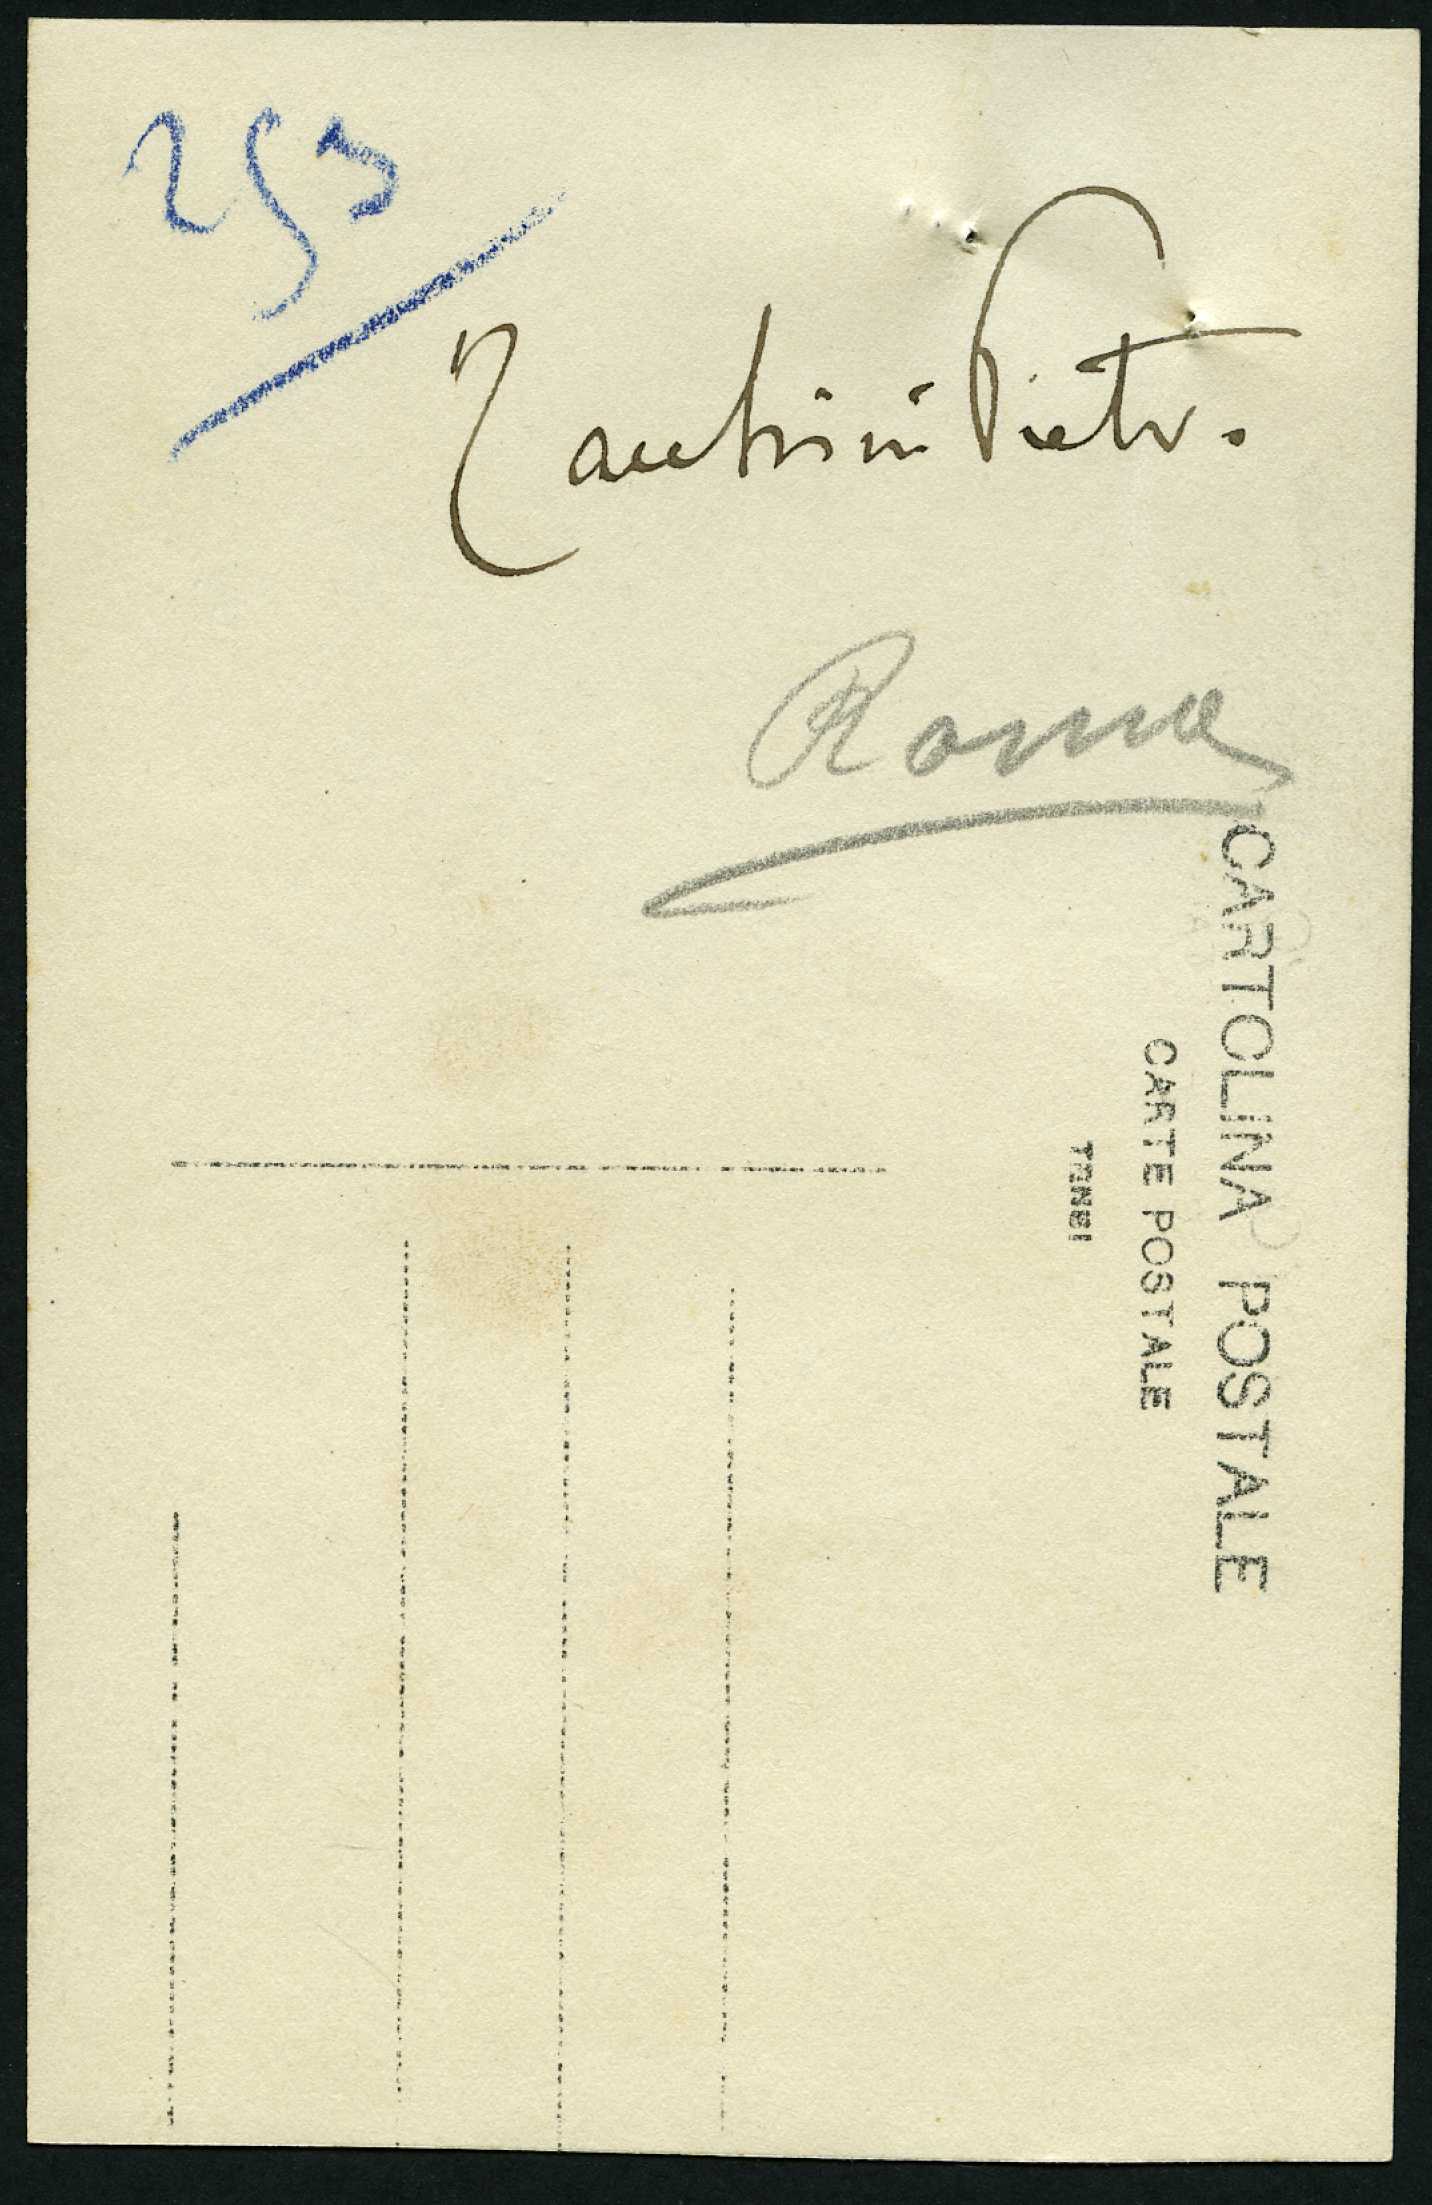 253
Zacchini Pietro
Roma
CARTOLINA POSTALE
CARTE POSTALE